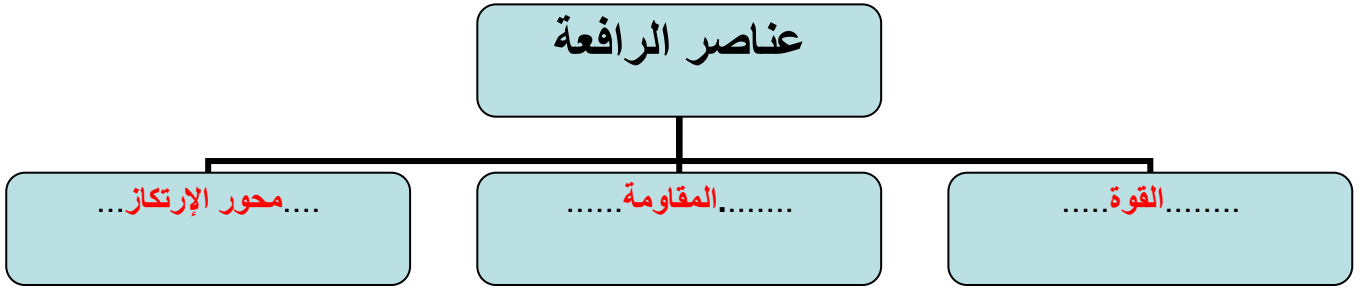 عناصر الرافعة
........القوة.....
........المقاومة......
....محور الإرتكاز...